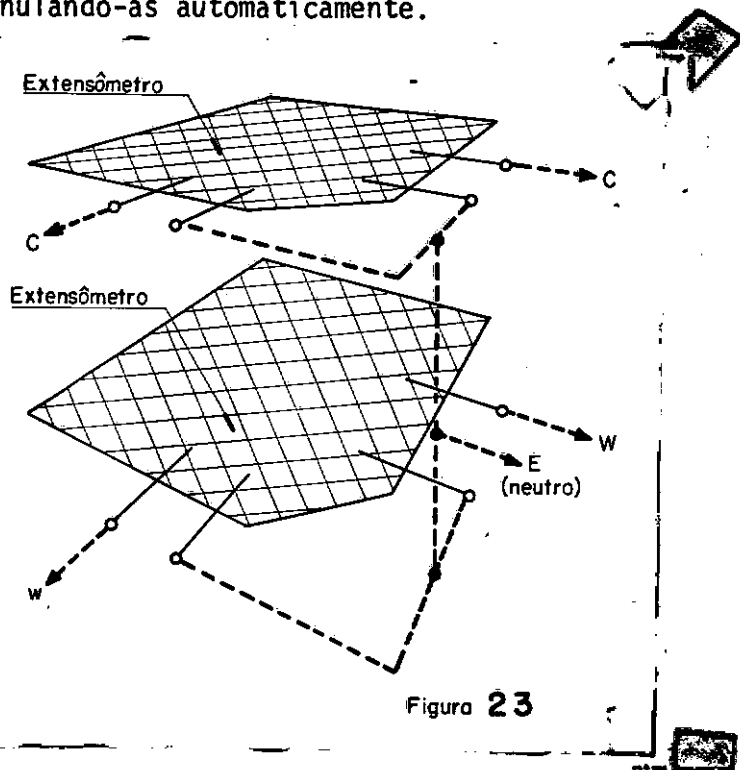 nulando-as automaticamente.
Extensômetro
C
C
Extensômetro
W
E
(neutro)
w
Figura 23